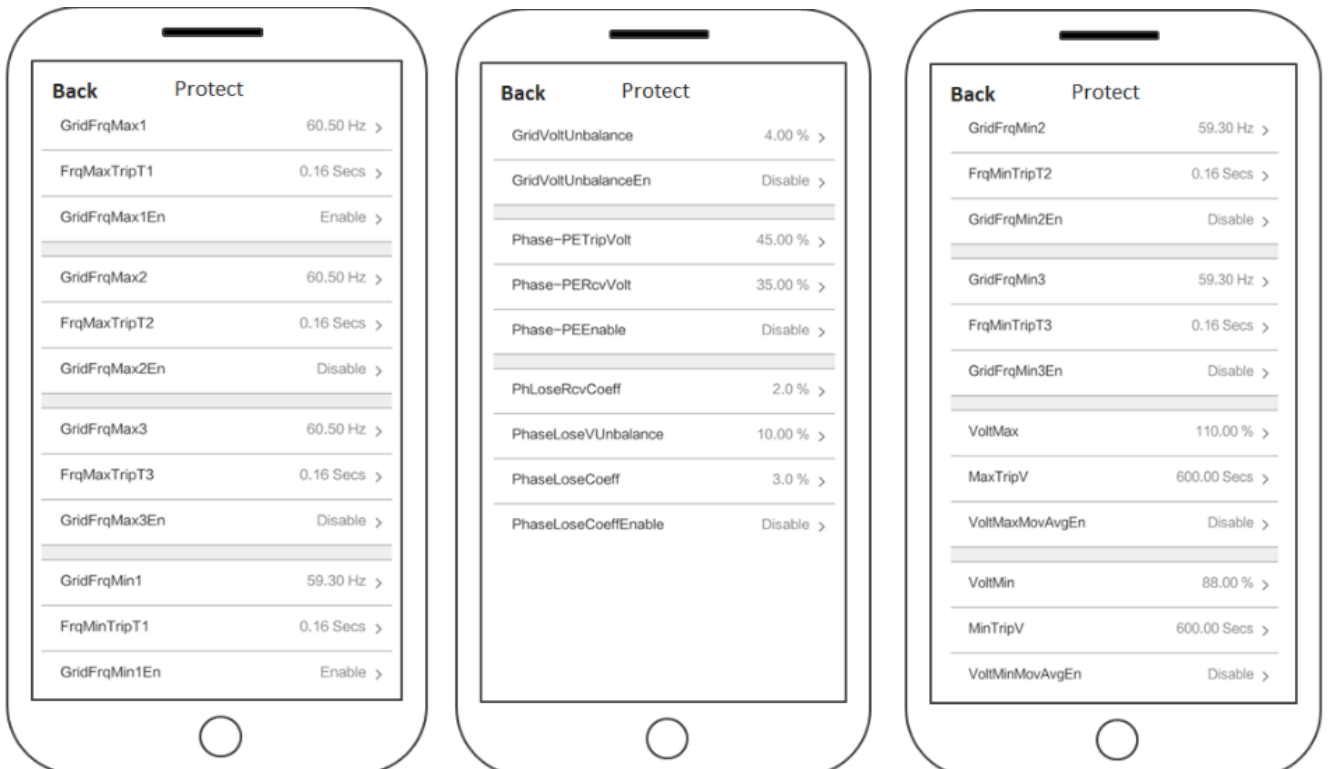 Back Protect
GridFrqMax1 60.50 Hz >
FrqMaxTripT1 0.16 Secs >
GridFrqMax1En Enable >
GridFrqMax2 60.50 Hz >
FrqMaxTripT2 0.16 Secs >
GridFrqMax2En Disable >
GridFrqMax3 60.50 Hz >
FrqMaxTripT3 0.16 Secs >
GridFrqMax3En Disable >
GridFrqMin1 59.30 Hz >
FrqMinTripT1 0.16 Secs >
GridFrqMin1En Enable >
Back Protect
GridVoltUnbalance 4.00 % >
GridVoltUnbalanceEn Disable >
Phase-PETripVolt 45.00 % >
Phase-PERcvVolt 35.00 % >
Phase-PEEnable Disable >
PhLoseRcvCoeff 2.0 % >
PhaseLoseVUnbalance 10.00 % >
PhaseLoseCoeff 3.0 % >
PhaseLoseCoeffEnable Disable >
Back Protect
GridFrqMin2 59.30 Hz >
FrqMinTripT2 0.16 Secs >
GridFrqMin2En Disable >
GridFrqMin3 59.30 Hz >
FrqMinTripT3 0.16 Secs >
GridFrqMin3En Disable >
VoltMax 110.00 % >
MaxTripV 600.00 Secs >
VoltMaxMovAvgEn Disable >
VoltMin 88.00 % >
MinTripV 600.00 Secs >
VoltMinMovAvgEn Disable >